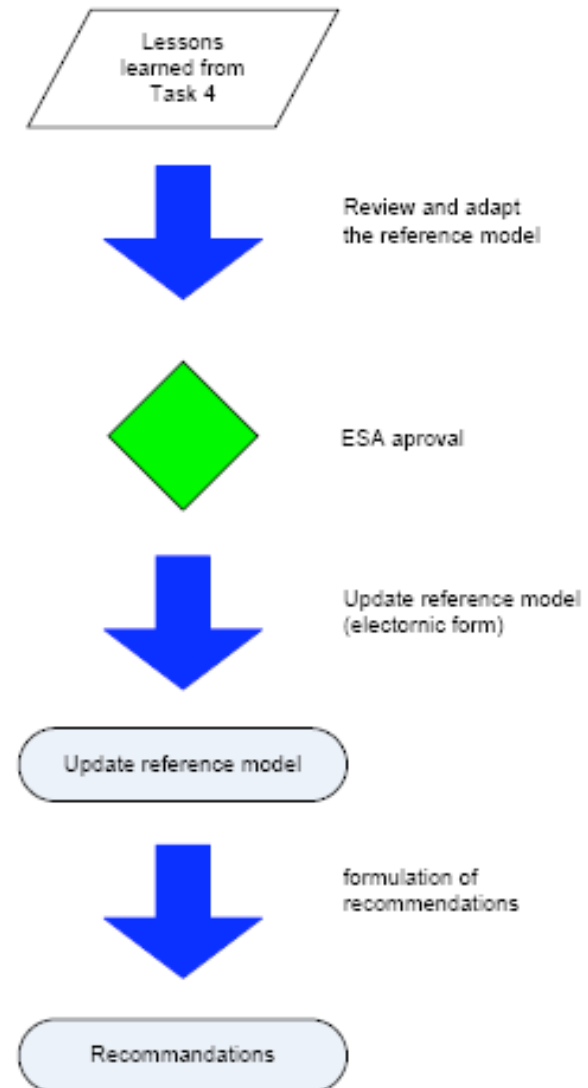 Lessons
learned from
Task 4
Review and adapt
the reference model
ESA aproval
Update reference model
(electornic form)
Update reference model
formulation of
recommendations
Recommandations